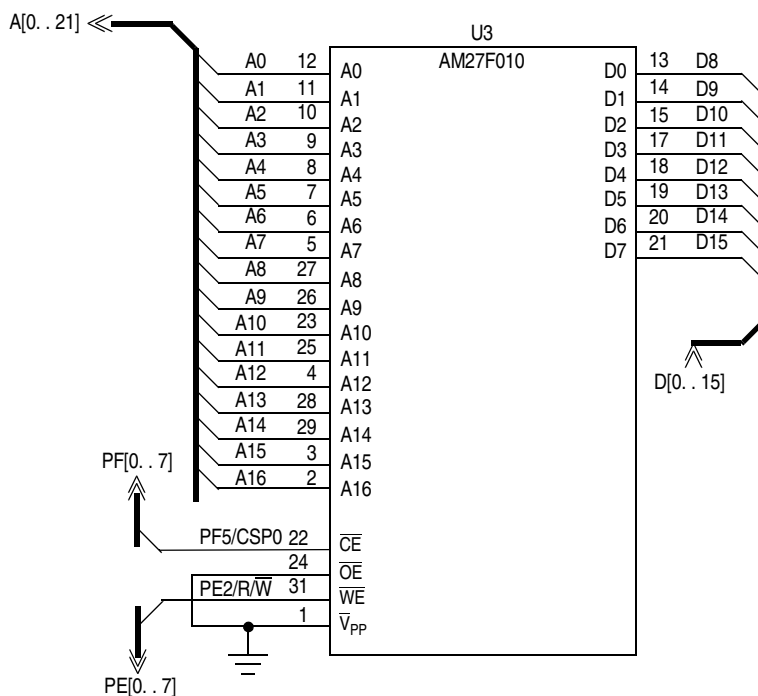 A[0. . 21]
U3
AM27F010
A0 12 A0 D0 13 D8
A1 11 A1 D1 14 D9
A2 10 A2 D2 15 D10
A3 9 A3 D3 17 D11
A4 8 A4 D4 18 D12
A5 7 A5 D5 19 D13
A6 6 A6 D6 20 D14
A7 5 A7 D7 21 D15
A8 27 A8
A9 26 A9
A10 23 A10
A11 25 A11
A12 4 A12
A13 28 A13
A14 29 A14
A15 3 A15
A16 2 A16
D[0. . 15]
PF[0. . 7]
PF5/CSP0 22 C̅E̅
24 O̅E̅
PE2/R/W̅ 31 W̅E̅
1 V̅PP
PE[0. . 7]